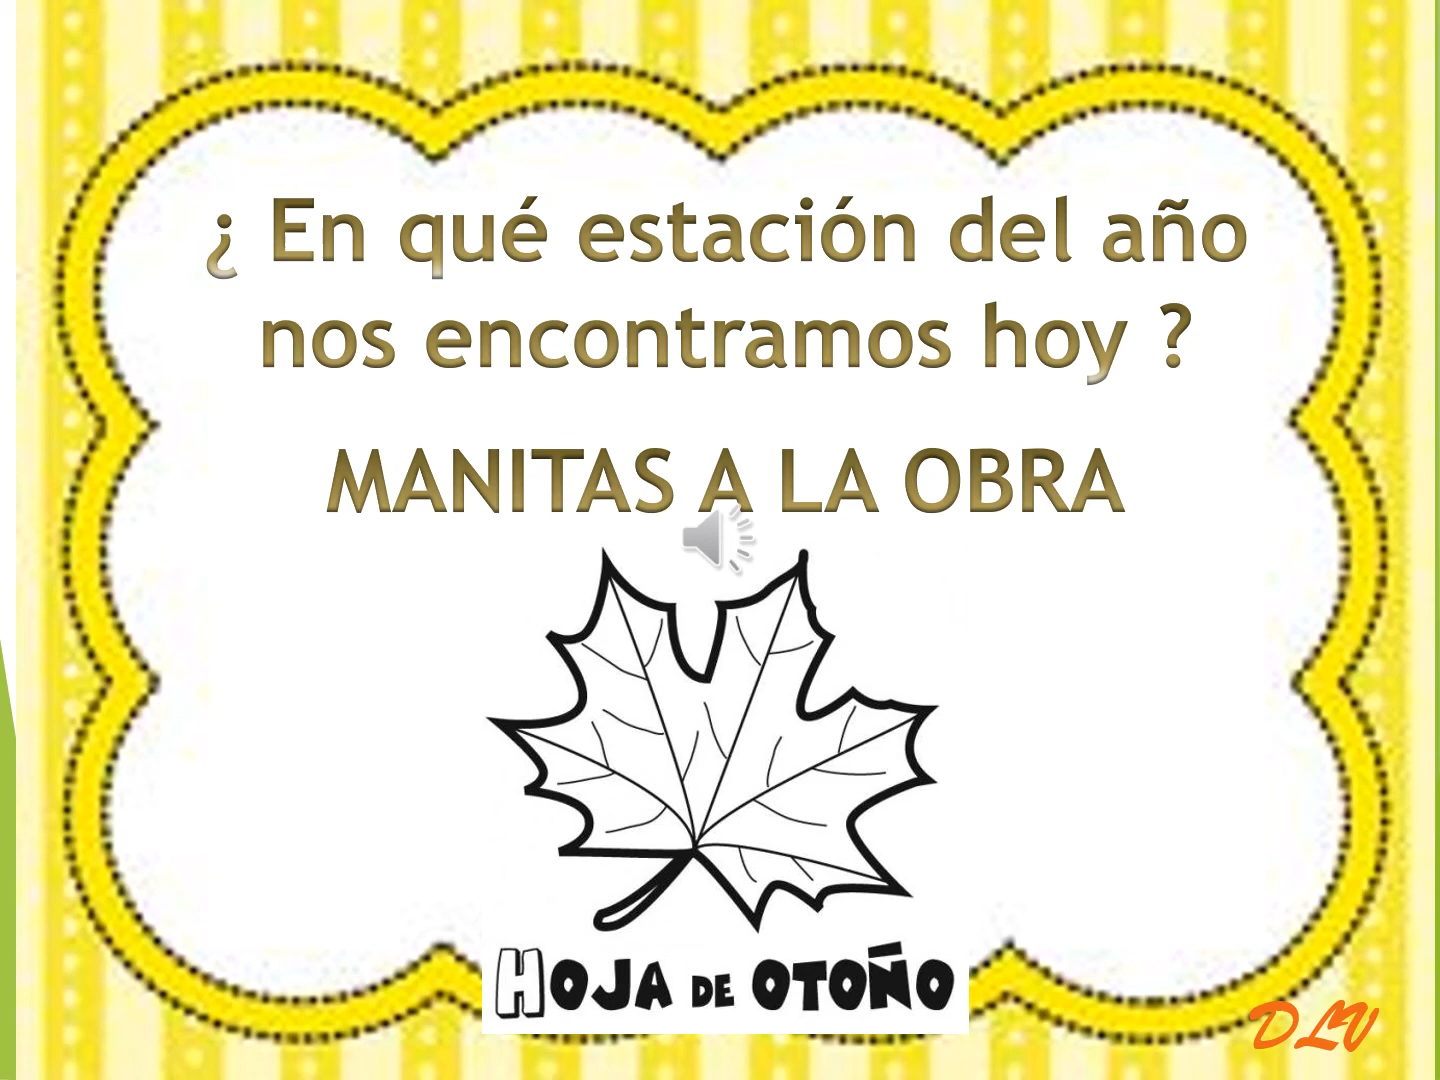 ¿ En qué estación del año
nos encontramos hoy ?
MANITAS A LA OBRA
HOJA DE OTOÑO
DLV